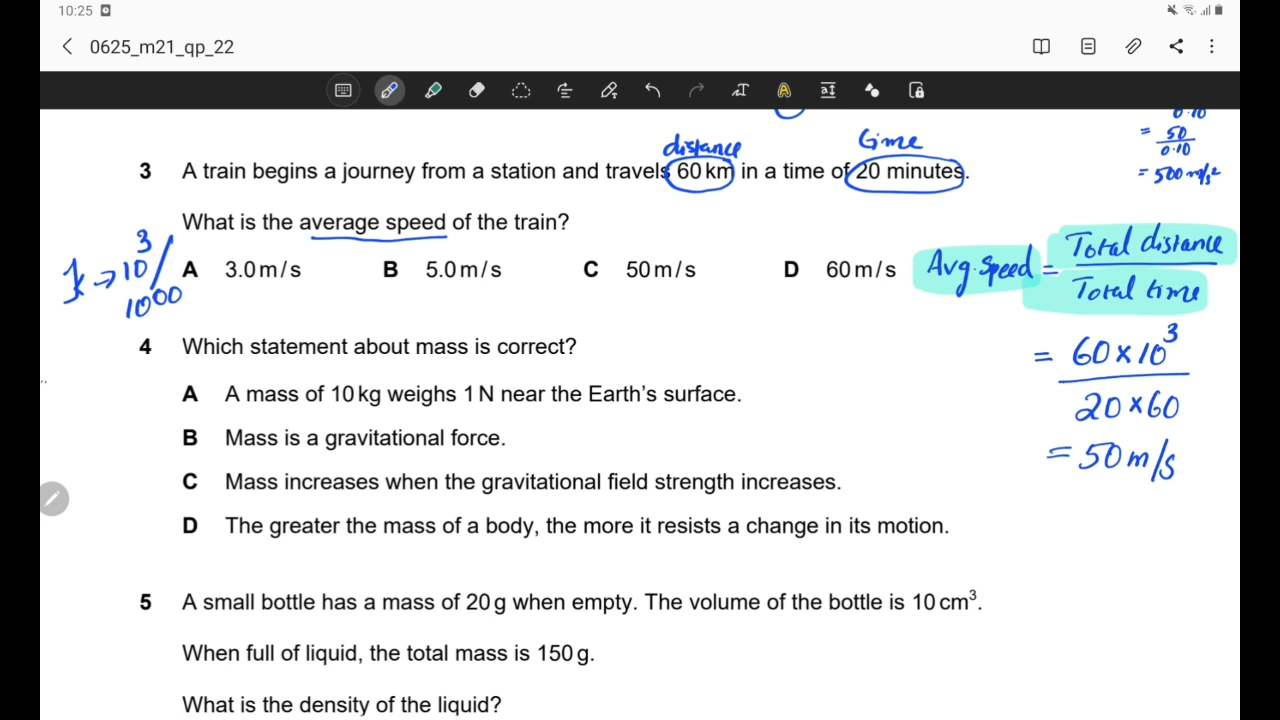 10:25
0625_m21_qp_22
0.10
= 50
0.10
= 500 m/s²
distance
time
3 A train begins a journey from a station and travels 60 km in a time of 20 minutes.
What is the average speed of the train?
k → 10³/
1000
A 3.0 m / s B 5.0 m / s C 50 m / s D 60 m / s
Avg. Speed = Total distance
Total time
= 60 × 10³
20 × 60
= 50 m/s
4 Which statement about mass is correct?
A A mass of 10 kg weighs 1 N near the Earth's surface.
B Mass is a gravitational force.
C Mass increases when the gravitational field strength increases.
D The greater the mass of a body, the more it resists a change in its motion.
5 A small bottle has a mass of 20 g when empty. The volume of the bottle is 10 cm³.
When full of liquid, the total mass is 150 g.
What is the density of the liquid?